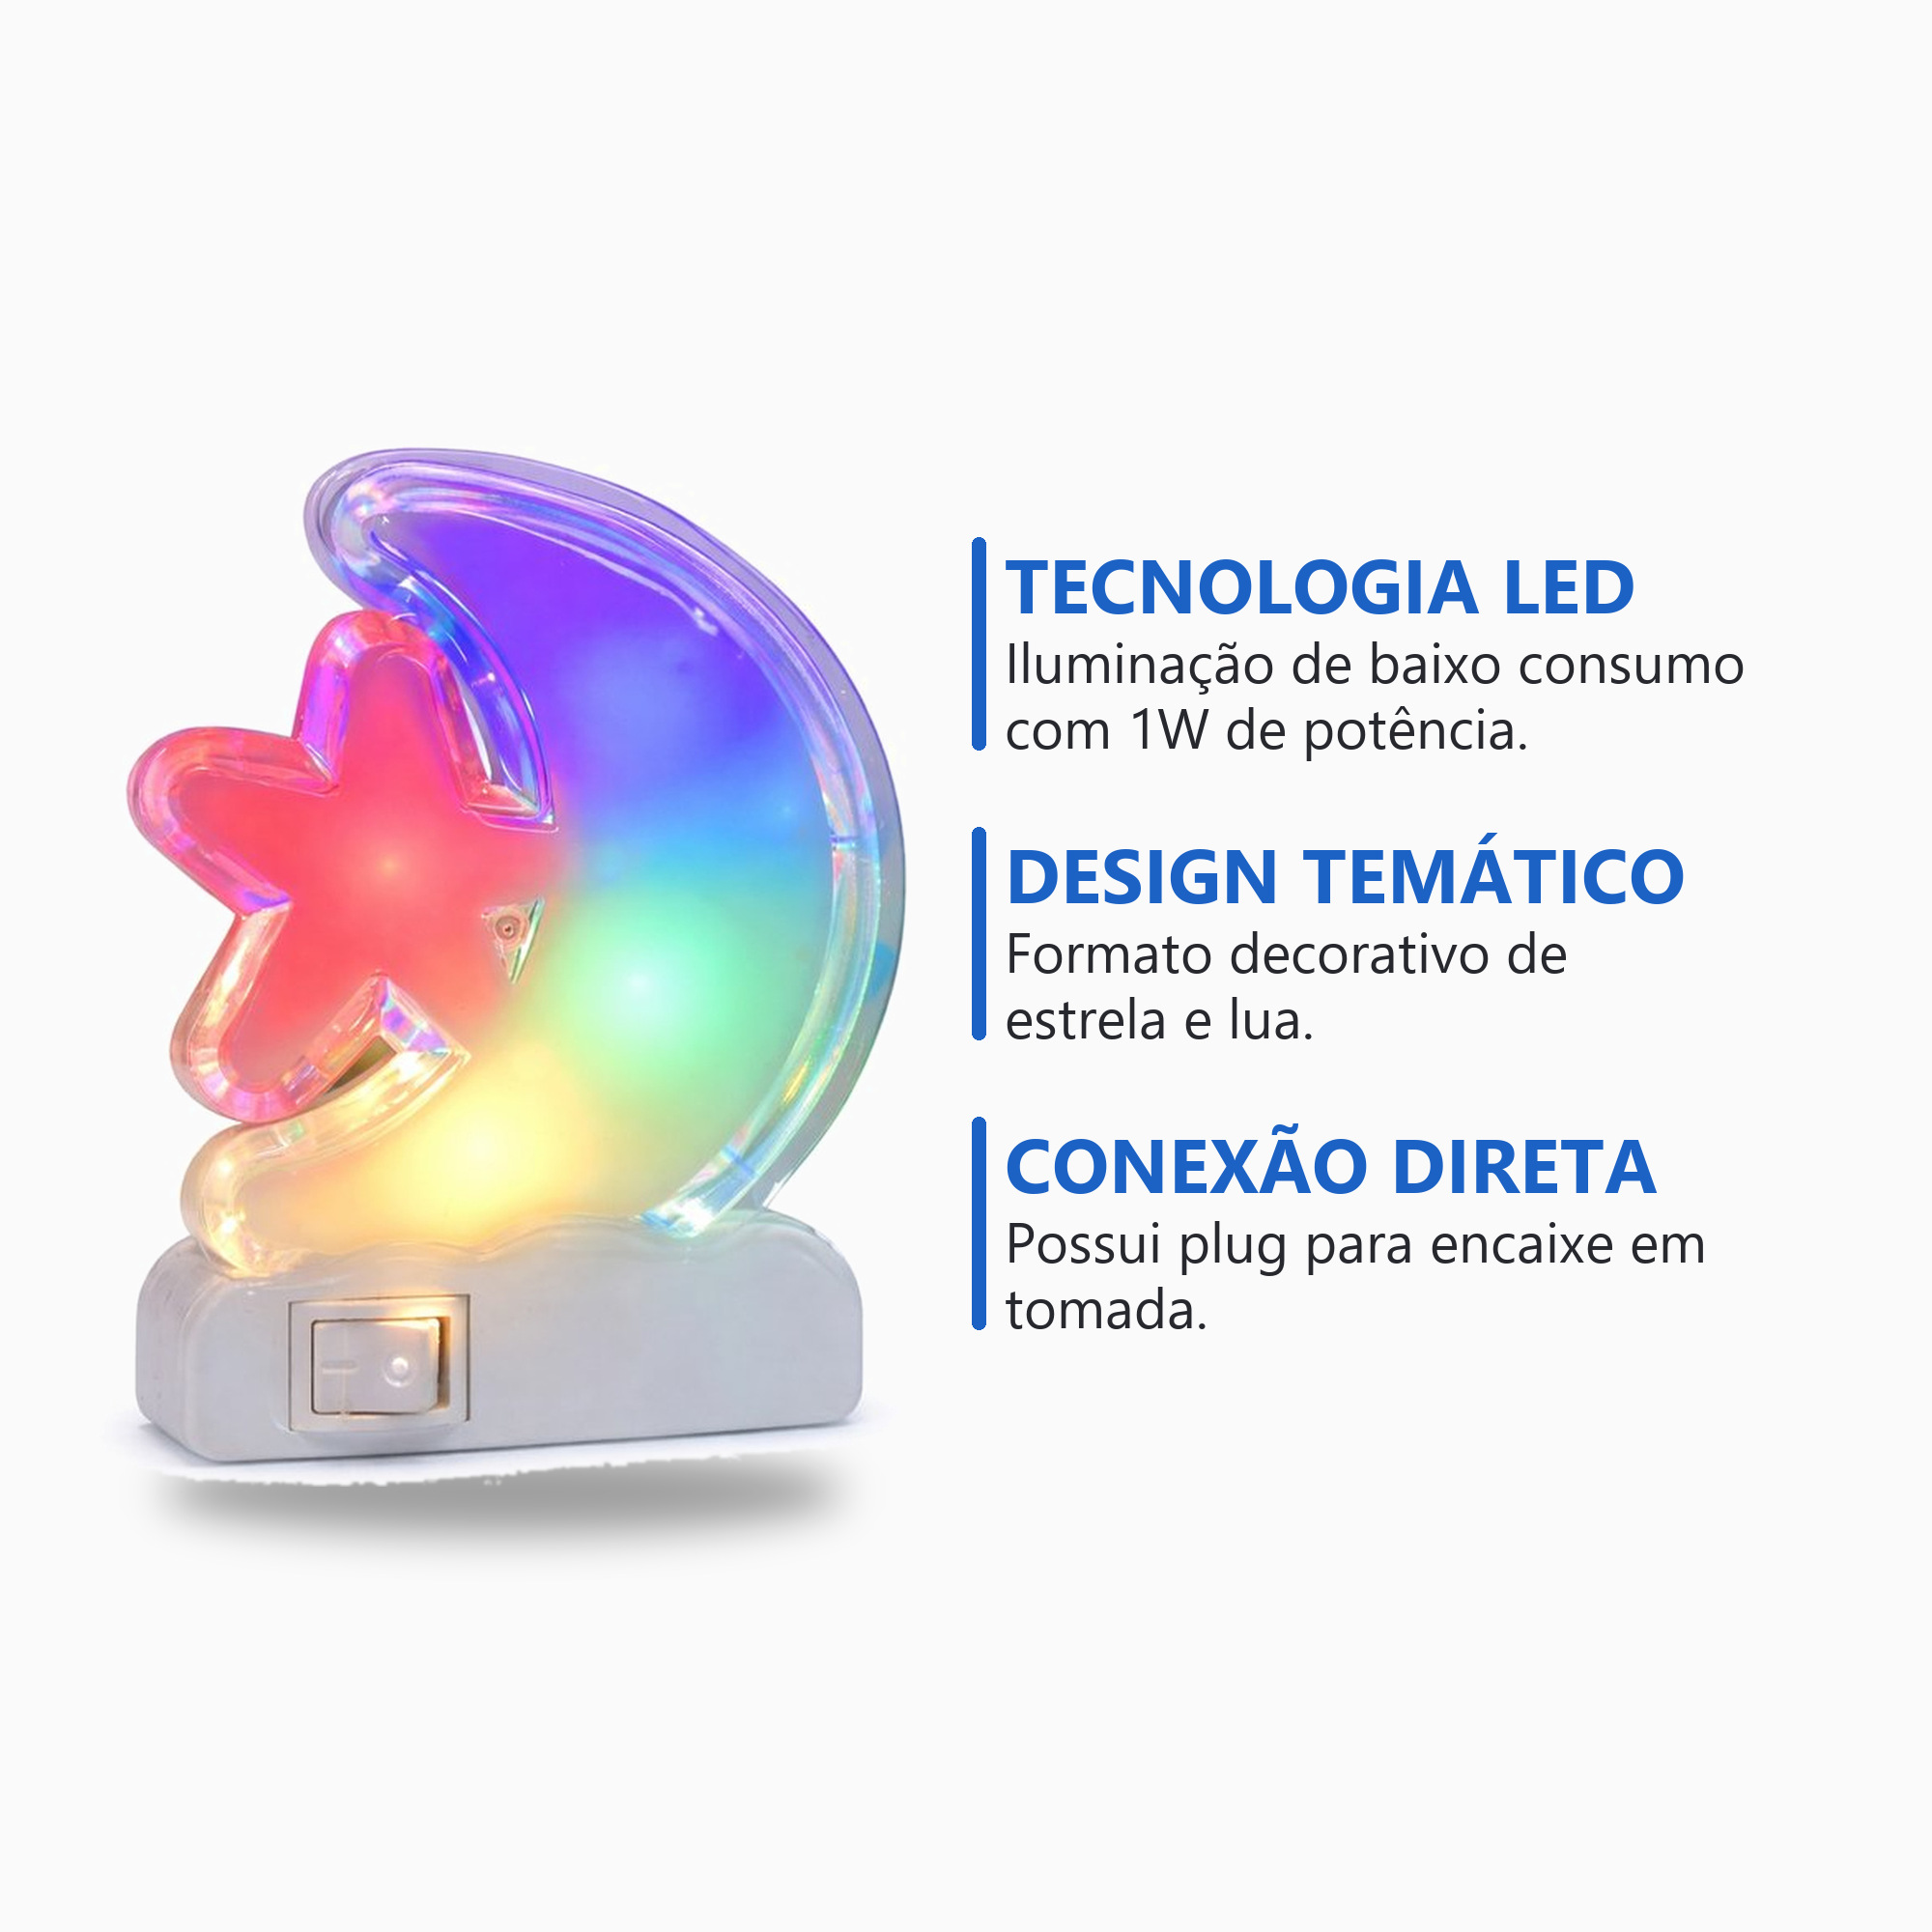 TECNOLOGIA LED
Iluminação de baixo consumo
com 1W de potência.
DESIGN TEMÁTICO
Formato decorativo de
estrela e lua.
CONEXÃO DIRETA
Possui plug para encaixe em
tomada.